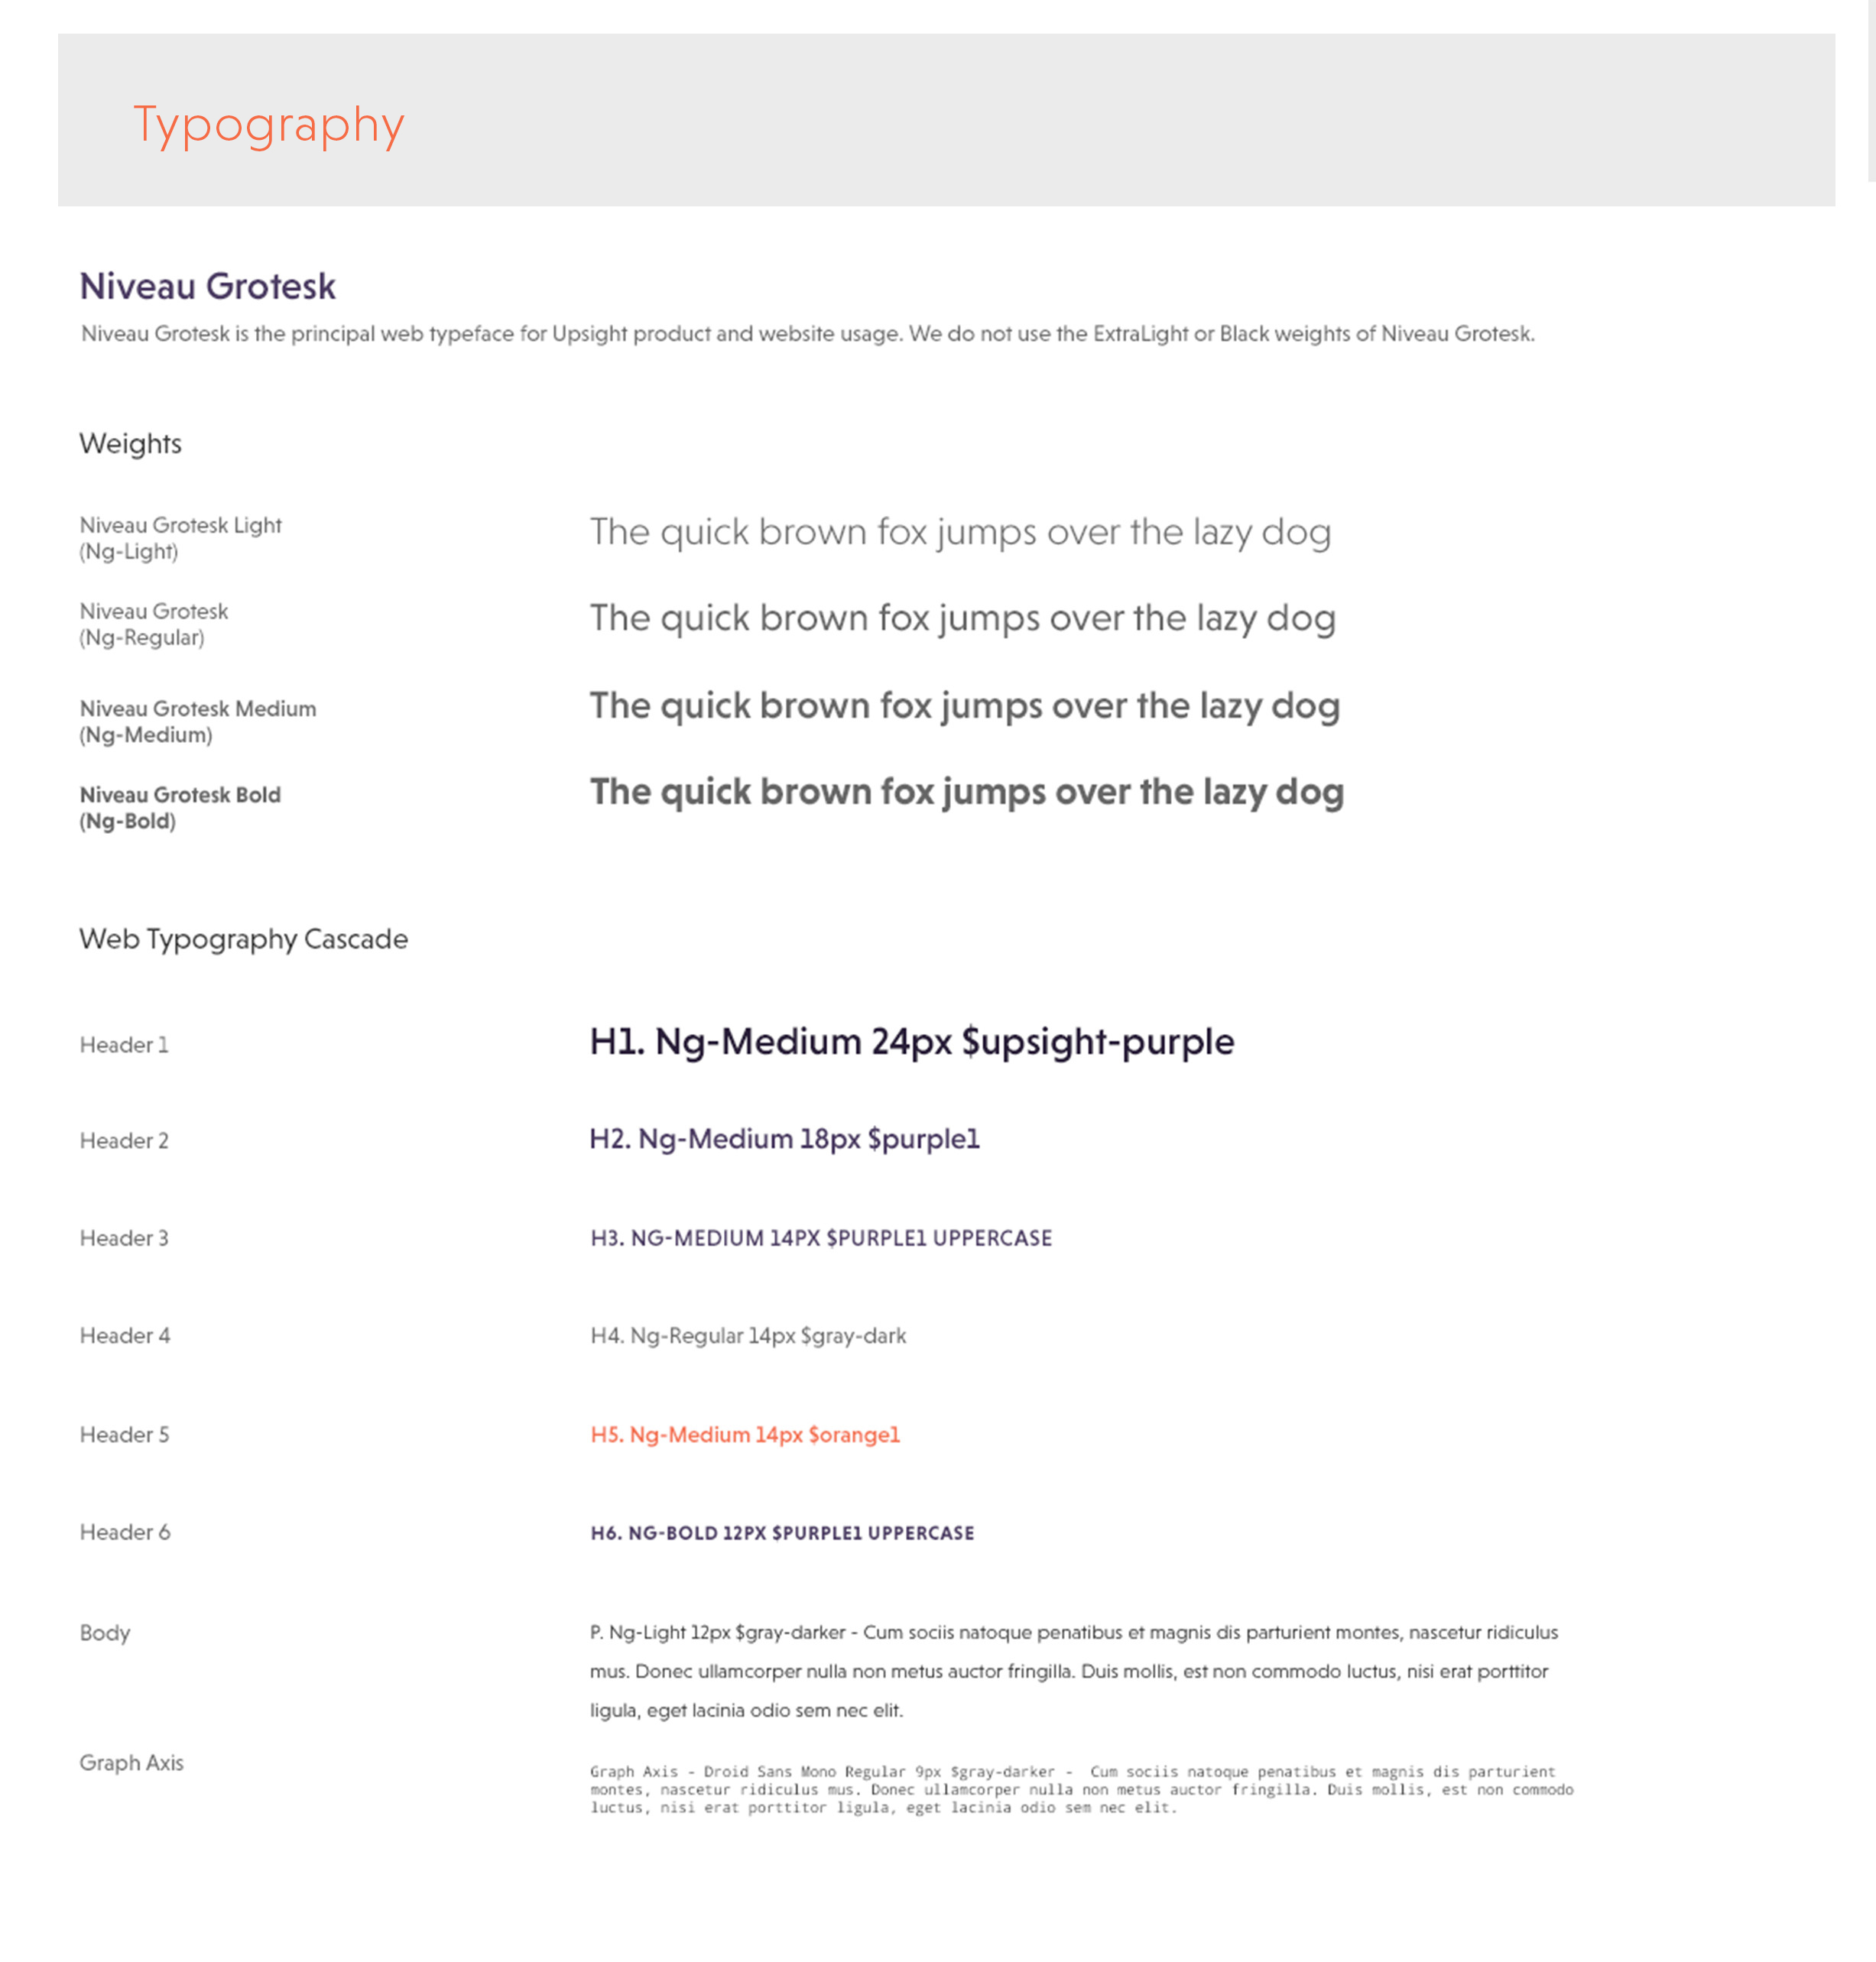 Typography
Niveau Grotesk
Niveau Grotesk is the principal web typeface for Upsight product and website usage. We do not use the ExtraLight or Black weights of Niveau Grotesk.
Weights
Niveau Grotesk Light
(Ng-Light)
The quick brown fox jumps over the lazy dog
Niveau Grotesk
(Ng-Regular)
The quick brown fox jumps over the lazy dog
Niveau Grotesk Medium
(Ng-Medium)
The quick brown fox jumps over the lazy dog
Niveau Grotesk Bold
(Ng-Bold)
The quick brown fox jumps over the lazy dog
Web Typography Cascade
Header 1
H1. Ng-Medium 24px $upsight-purple
Header 2
H2. Ng-Medium 18px $purple1
Header 3
H3. NG-MEDIUM 14PX $PURPLE1 UPPERCASE
Header 4
H4. Ng-Regular 14px $gray-dark
Header 5
H5. Ng-Medium 14px $orange1
Header 6
H6. NG-BOLD 12PX $PURPLE1 UPPERCASE
Body
P. Ng-Light 12px $gray-darker - Cum sociis natoque penatibus et magnis dis parturient montes, nascetur ridiculus
mus. Donec ullamcorper nulla non metus auctor fringilla. Duis mollis, est non commodo luctus, nisi erat porttitor
ligula, eget lacinia odio sem nec elit.
Graph Axis
Graph Axis - Droid Sans Mono Regular 9px $gray-darker -  Cum sociis natoque penatibus et magnis dis parturient
montes, nascetur ridiculus mus. Donec ullamcorper nulla non metus auctor fringilla. Duis mollis, est non commodo
luctus, nisi erat porttitor ligula, eget lacinia odio sem nec elit.